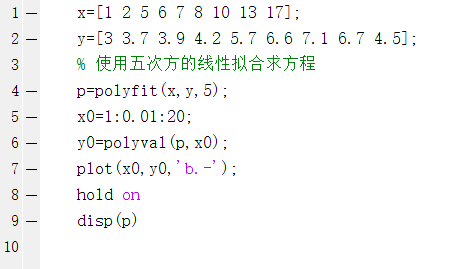 1 — x=[1 2 5 6 7 8 10 13 17];
2 — y=[3 3.7 3.9 4.2 5.7 6.6 7.1 6.7 4.5];
3 % 使用五次方的线性拟合求方程
4 — p=polyfit(x,y,5);
5 — x0=1:0.01:20;
6 — y0=polyval(p,x0);
7 — plot(x0,y0,'b.-');
8 — hold on
9 — disp(p)
10